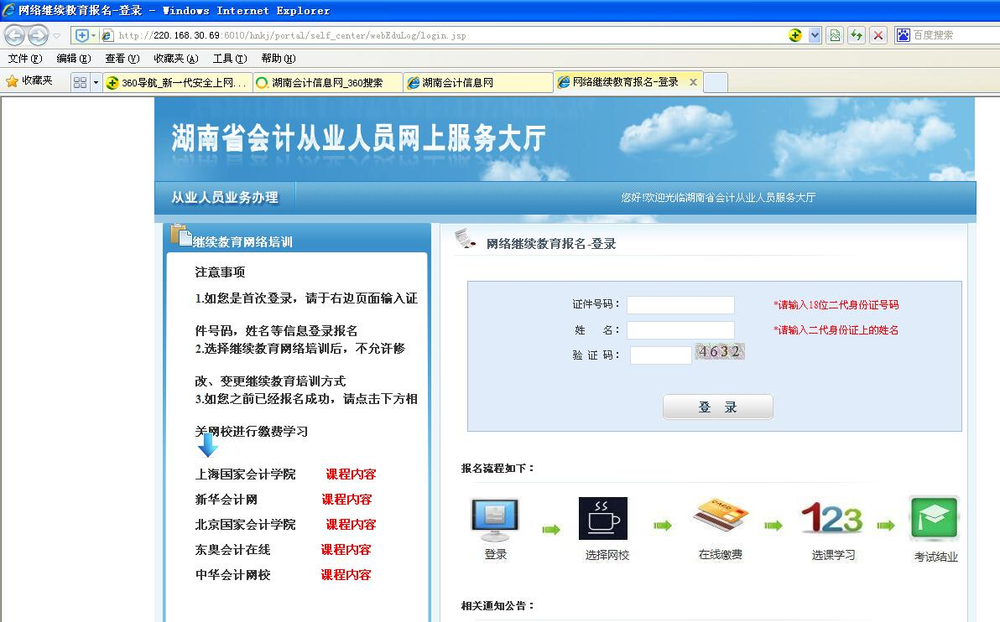 网络继续教育报名-登录 - Windows Internet Explorer
http://220.168.30.69:6010/hnkj/portal/self_center/webEduLog/login.jsp
百度搜索
文件(F) 编辑(E) 查看(V) 收藏夹(A) 工具(T) 帮助(H)
收藏夹
360导航_新一代安全上网...
湖南会计信息网_360搜索
湖南会计信息网
网络继续教育报名-登录 x
湖南省会计从业人员网上服务大厅
从业人员业务办理
您好!欢迎光临湖南省会计从业人员服务大厅
继续教育网络培训
注意事项
1.如您是首次登录，请于右边页面输入证
件号码，姓名等信息登录报名
2.选择继续教育网络培训后，不允许修
改、变更继续教育培训方式
3.如您之前已经报名成功，请点击下方相
关网校进行缴费学习
上海国家会计学院 课程内容
新华会计网 课程内容
北京国家会计学院 课程内容
东奥会计在线 课程内容
中华会计网校 课程内容
网络继续教育报名-登录
证件号码： *请输入18位二代身份证号码
姓 名： *请输入二代身份证上的姓名
验 证 码： 4632
登 录
报名流程如下：
123
登录 选择网校 在线缴费 选课学习 考试结业
相关通知公告：